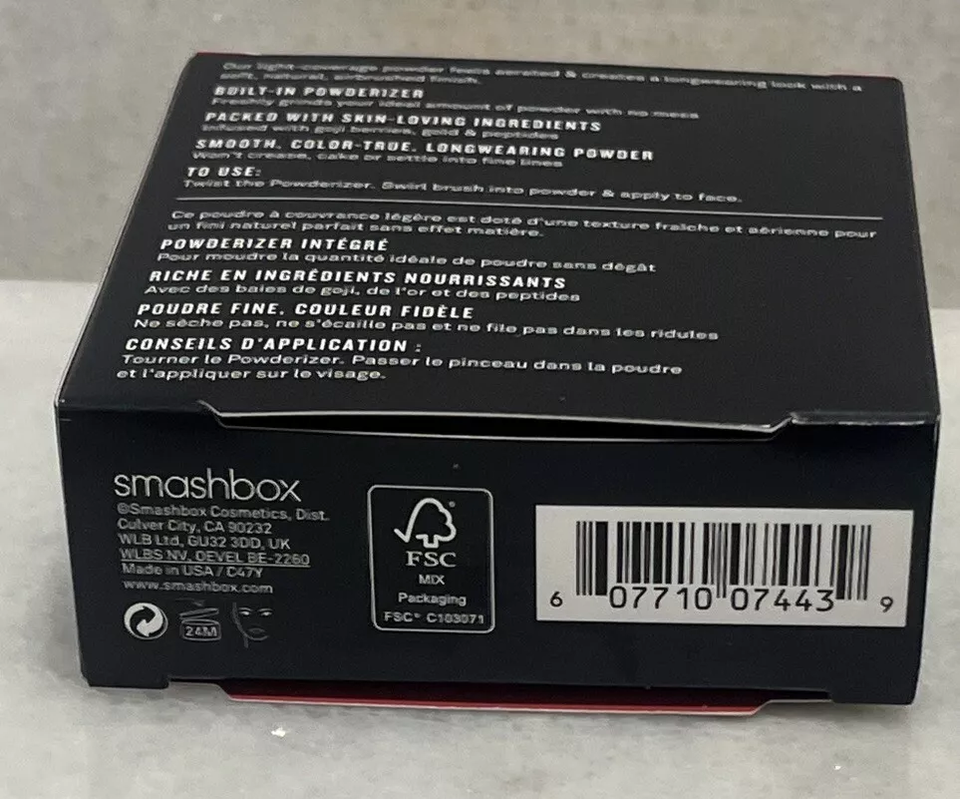 Our light-coverage powder feels aerated & creates a longwearing look with a
soft, natural, airbrushed finish.
BUILT-IN POWDERIZER
Freshly grinds your ideal amount of powder with no mess
PACKED WITH SKIN-LOVING INGREDIENTS
Infused with goji berries, gold & peptides
SMOOTH, COLOR-TRUE, LONGWEARING POWDER
Won't crease, cake or settle into fine lines
TO USE:
Twist the Powderizer. Swirl brush into powder & apply to face.
Ce poudre à couvrance légère est doté d'une texture fraîche et aérienne pour
un fini naturel parfait sans effet matière.
POWDERIZER INTÉGRÉ
Pour moudre la quantité idéale de poudre sans dégât
RICHE EN INGRÉDIENTS NOURRISSANTS
Avec des baies de goji, de l'or et des peptides
POUDRE FINE, COULEUR FIDÈLE
Ne sèche pas, ne s'écaille pas et ne file pas dans les ridules
CONSEILS D'APPLICATION :
Tourner le Powderizer. Passer le pinceau dans la poudre
et l'appliquer sur le visage.
smashbox
©Smashbox Cosmetics, Dist.
Culver City, CA 90232
WLB Ltd, GU32 3DD, UK
WLBS NV, OEVEL BE-2260
Made in USA / C47Y
www.smashbox.com
24M
FSC
MIX
Packaging
FSC® C103071
6 07710 07443 9